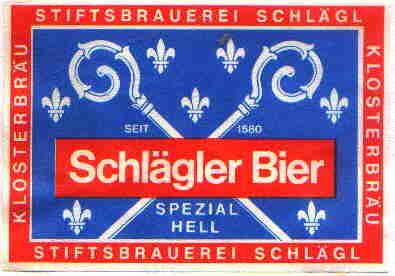 STIFTSBRAUEREI SCHLÄGL
KLOSTERBRÄU
KLOSTERBRÄU
SEIT 1580
Schlägler Bier
SPEZIAL
HELL
STIFTSBRAUEREI SCHLÄGL